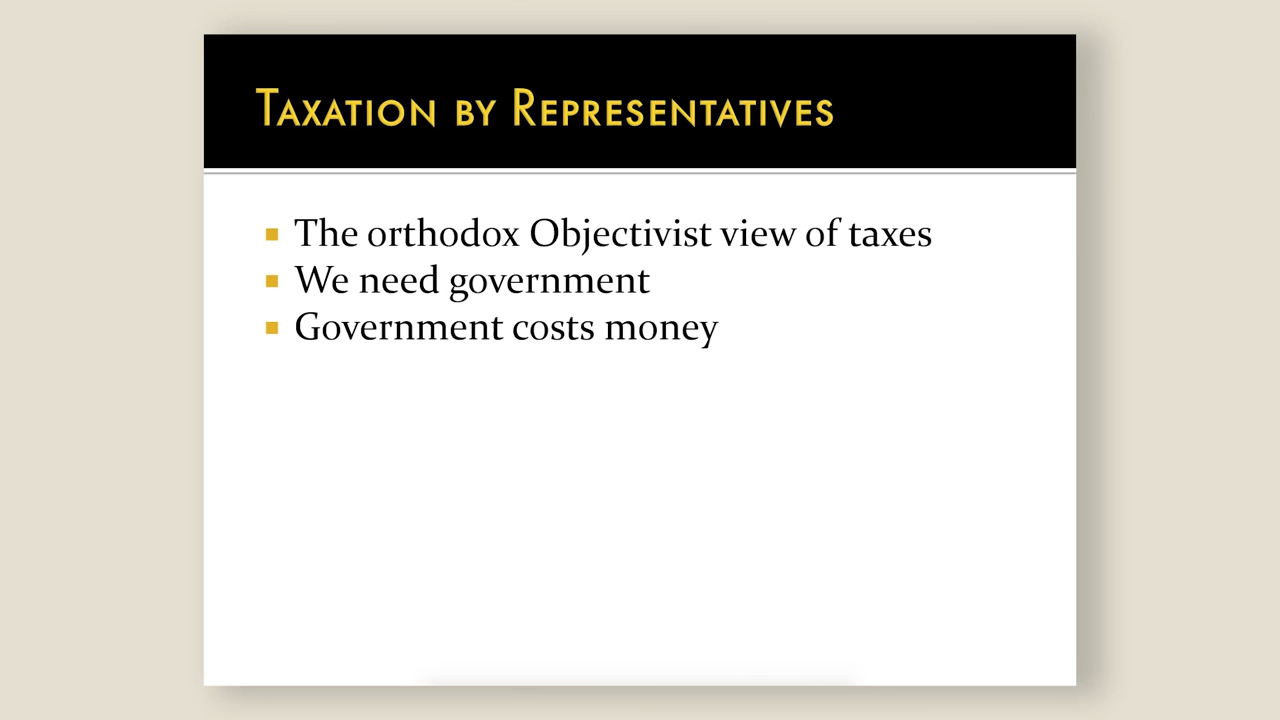 Taxation by Representatives
The orthodox Objectivist view of taxes
We need government
Government costs money